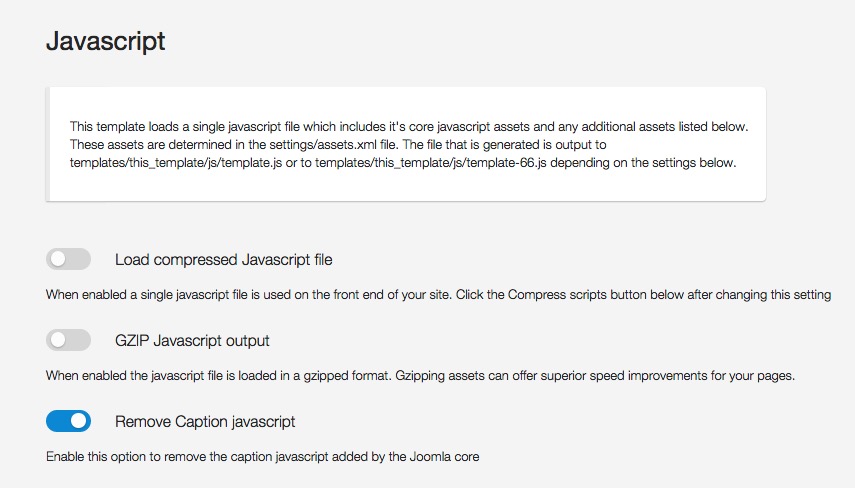 Javascript
This template loads a single javascript file which includes it's core javascript assets and any additional assets listed below.
These assets are determined in the settings/assets.xml file. The file that is generated is output to
templates/this_template/js/template.js or to templates/this_template/js/template-66.js depending on the settings below.
Load compressed Javascript file
When enabled a single javascript file is used on the front end of your site. Click the Compress scripts button below after changing this setting
GZIP Javascript output
When enabled the javascript file is loaded in a gzipped format. Gzipping assets can offer superior speed improvements for your pages.
Remove Caption javascript
Enable this option to remove the caption javascript added by the Joomla core